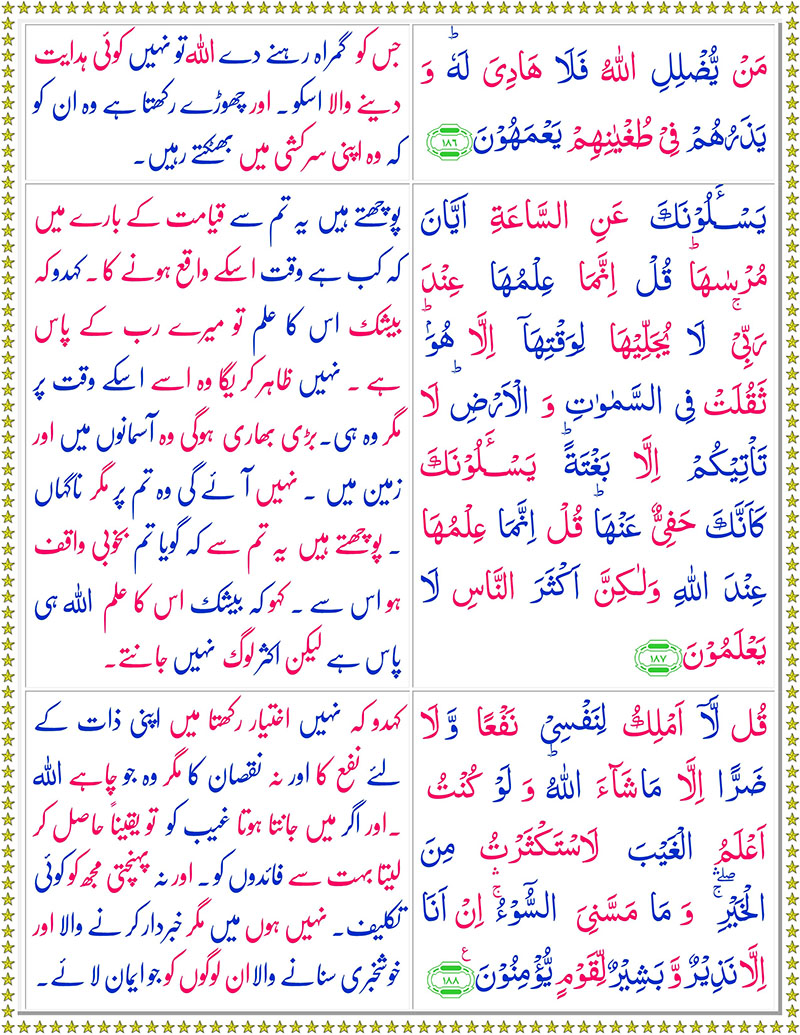 مَنۡ يُّضۡلِلِ اللّٰهُ فَلَا هَادِىَ لَهٗ ؕ وَ
يَذَرُهُمۡ فِىۡ طُغۡيٰنِهِمۡ يَعۡمَهُوۡنَ ۱۸۶
جس کو گمراہ رہنے دے اللہ تو نہیں کوئی ہدایت
دینے والا اسکو۔ اور چھوڑے رکھتا ہے وہ ان کو
کہ وہ اپنی سرکشی میں بھٹکتے رہیں۔
يَسۡـَٔـلُوۡنَكَ عَنِ السَّاعَةِ اَيَّانَ
مُرۡسٰٮهَا ؕ قُلۡ اِنَّمَا عِلۡمُهَا عِنۡدَ
رَبِّىۡ ۚ لَا يُجَلِّيۡهَا لِوَقۡتِهَاۤ اِلَّا هُوَ ؕ
ثَقُلَتۡ فِى السَّمٰوٰتِ وَ الۡاَرۡضِ ؕ لَا
تَاۡتِيۡكُمۡ اِلَّا بَغۡتَةً ؕ يَسۡـَٔـلُوۡنَكَ
كَاَنَّكَ حَفِىٌّ عَنۡهَا ؕ قُلۡ اِنَّمَا عِلۡمُهَا
عِنۡدَ اللّٰهِ وَلٰـكِنَّ اَكۡثَرَ النَّاسِ لَا
يَعۡلَمُوۡنَ ۱۸۷
پوچھتے ہیں یہ تم سے قیامت کے بارے میں
کہ کب ہے وقت اسکے واقع ہونے کا۔ کہدو کہ
بیشک اس کا علم تو میرے رب کے پاس
ہے ۔ نہیں ظاہر کریگا وہ اسے اسکے وقت پر
مگر وہ ہی۔ بڑی بھاری ہوگی وہ آسمانوں میں اور
زمین میں ۔ نہیں آئے گی وہ تم پر مگر ناگہاں
۔ پوچھتے ہیں یہ تم سے کہ گویا تم بخوبی واقف
ہو اس سے ۔ کہو کہ بیشک اس کا علم اللہ ہی
پاس ہے لیکن اکثر لوگ نہیں جانتے۔
قُل لَّاۤ اَمۡلِكُ لِنَفۡسِىۡ نَفۡعًا وَّ لَا
ضَرًّا اِلَّا مَا شَآءَ اللّٰهُ ؕ وَ لَوۡ كُنۡتُ
اَعۡلَمُ الۡغَيۡبَ لَاسۡتَكۡثَرۡتُ مِنَ
الۡخَيۡرِ ۖۛۚ وَ مَا مَسَّنِىَ السُّۤوۡءُ ۛۚ اِنۡ اَنَا
اِلَّا نَذِيۡرٌ وَّ بَشِيۡرٌ لِّقَوۡمٍ يُّؤۡمِنُوۡنَ ۱۸۸ ع
کہدو کہ نہیں اختیار رکھتا میں اپنی ذات کے
لئے نفع کا اور نہ نقصان کا مگر وہ جو چاہے اللہ
۔ اور اگر میں جانتا ہوتا غیب کو تو یقیناً حاصل کر
لیتا بہت سے فائدوں کو۔ اور نہ پہنچتی مجھ کو کوئی
تکلیف۔ نہیں ہوں میں مگر خبردار کرنے والا اور
خوشخبری سنانے والا ان لوگوں کو جو ایمان لائے۔